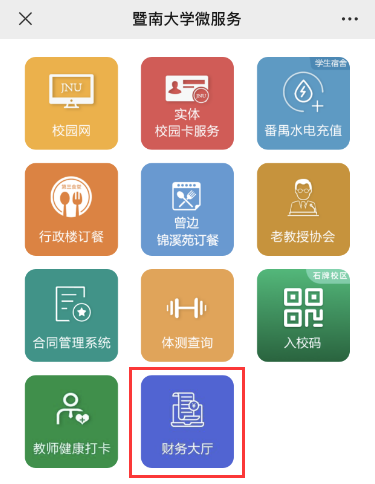 暨南大学微服务
JNU
校园网
JNU
实体
校园卡服务
学生宿舍
番禺水电充值
行政楼订餐
曾边
锦溪苑订餐
老教授协会
合同管理系统
体测查询
石牌校区
入校码
教师健康打卡
财务大厅